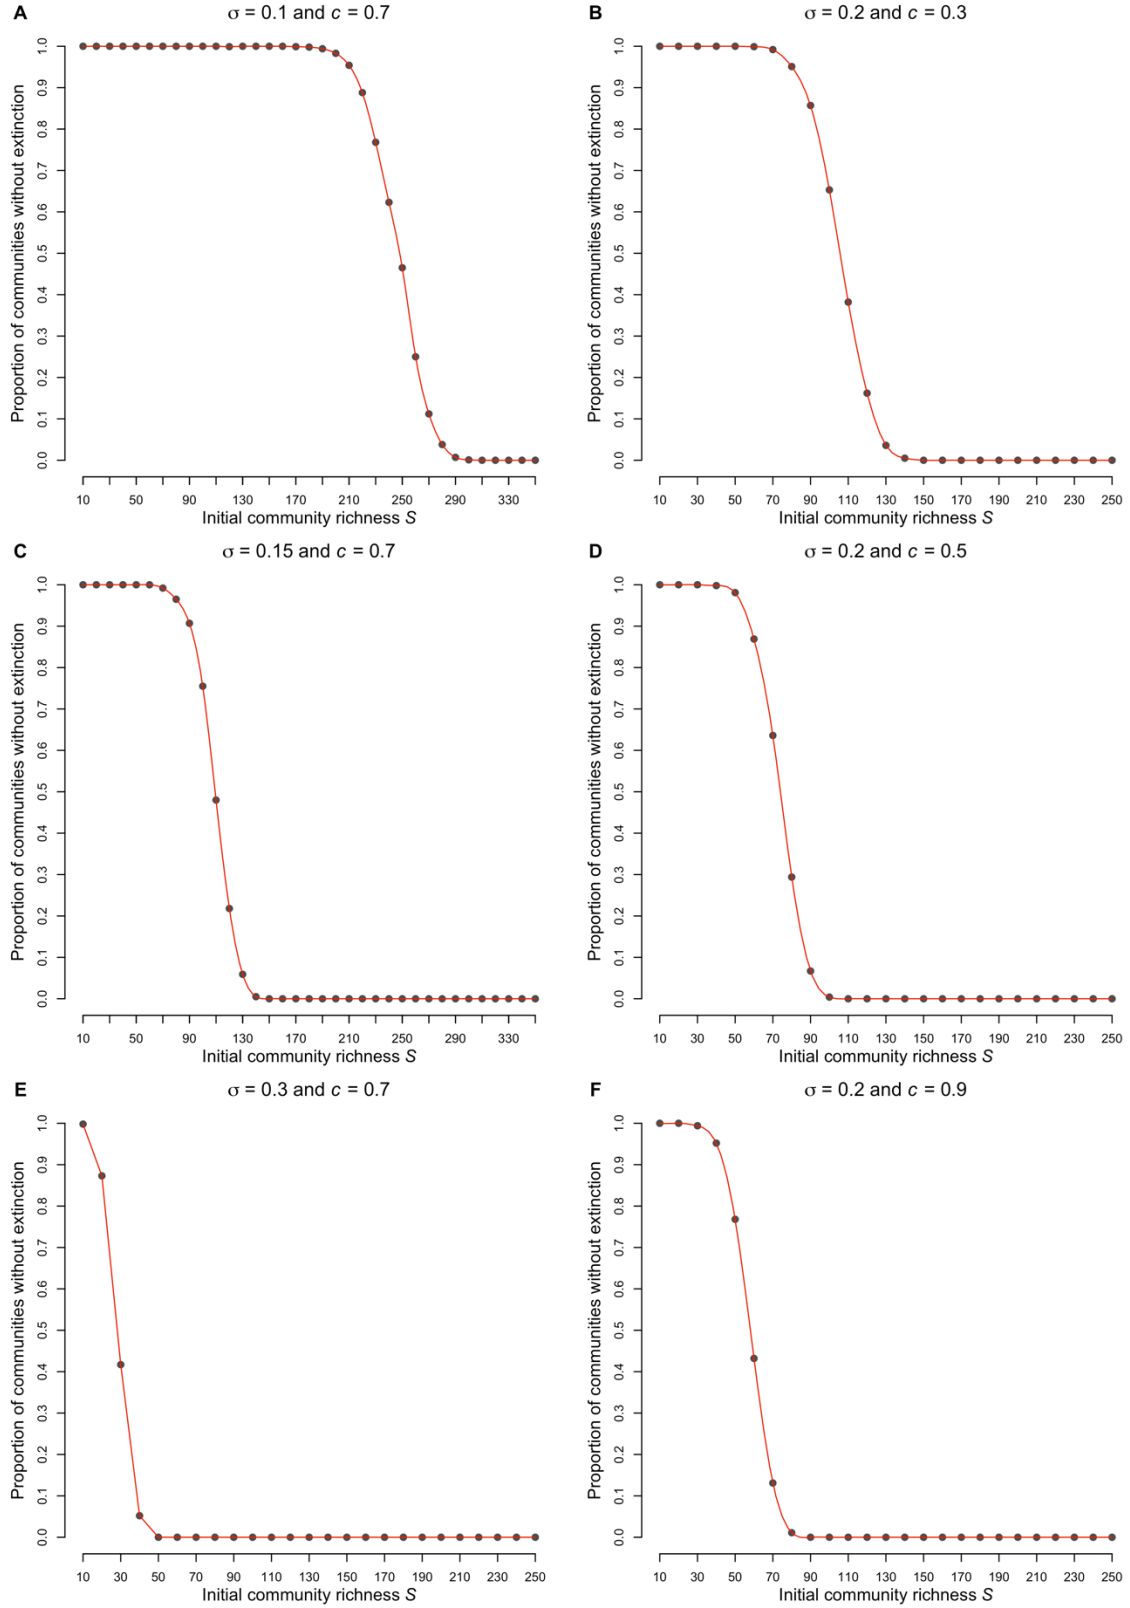 A
σ = 0.1 and c = 0.7
Proportion of communities without extinction
1.0
0.9
0.8
0.7
0.6
0.5
0.4
0.3
0.2
0.1
0.0
10 50 90 130 170 210 250 290 330
Initial community richness S
B
σ = 0.2 and c = 0.3
Proportion of communities without extinction
1.0
0.9
0.8
0.7
0.6
0.5
0.4
0.3
0.2
0.1
0.0
10 30 50 70 90 110 130 150 170 190 210 230 250
Initial community richness S
C
σ = 0.15 and c = 0.7
Proportion of communities without extinction
1.0
0.9
0.8
0.7
0.6
0.5
0.4
0.3
0.2
0.1
0.0
10 50 90 130 170 210 250 290 330
Initial community richness S
D
σ = 0.2 and c = 0.5
Proportion of communities without extinction
1.0
0.9
0.8
0.7
0.6
0.5
0.4
0.3
0.2
0.1
0.0
10 30 50 70 90 110 130 150 170 190 210 230 250
Initial community richness S
E
σ = 0.3 and c = 0.7
Proportion of communities without extinction
1.0
0.9
0.8
0.7
0.6
0.5
0.4
0.3
0.2
0.1
0.0
10 30 50 70 90 110 130 150 170 190 210 230 250
Initial community richness S
F
σ = 0.2 and c = 0.9
Proportion of communities without extinction
1.0
0.9
0.8
0.7
0.6
0.5
0.4
0.3
0.2
0.1
0.0
10 30 50 70 90 110 130 150 170 190 210 230 250
Initial community richness S